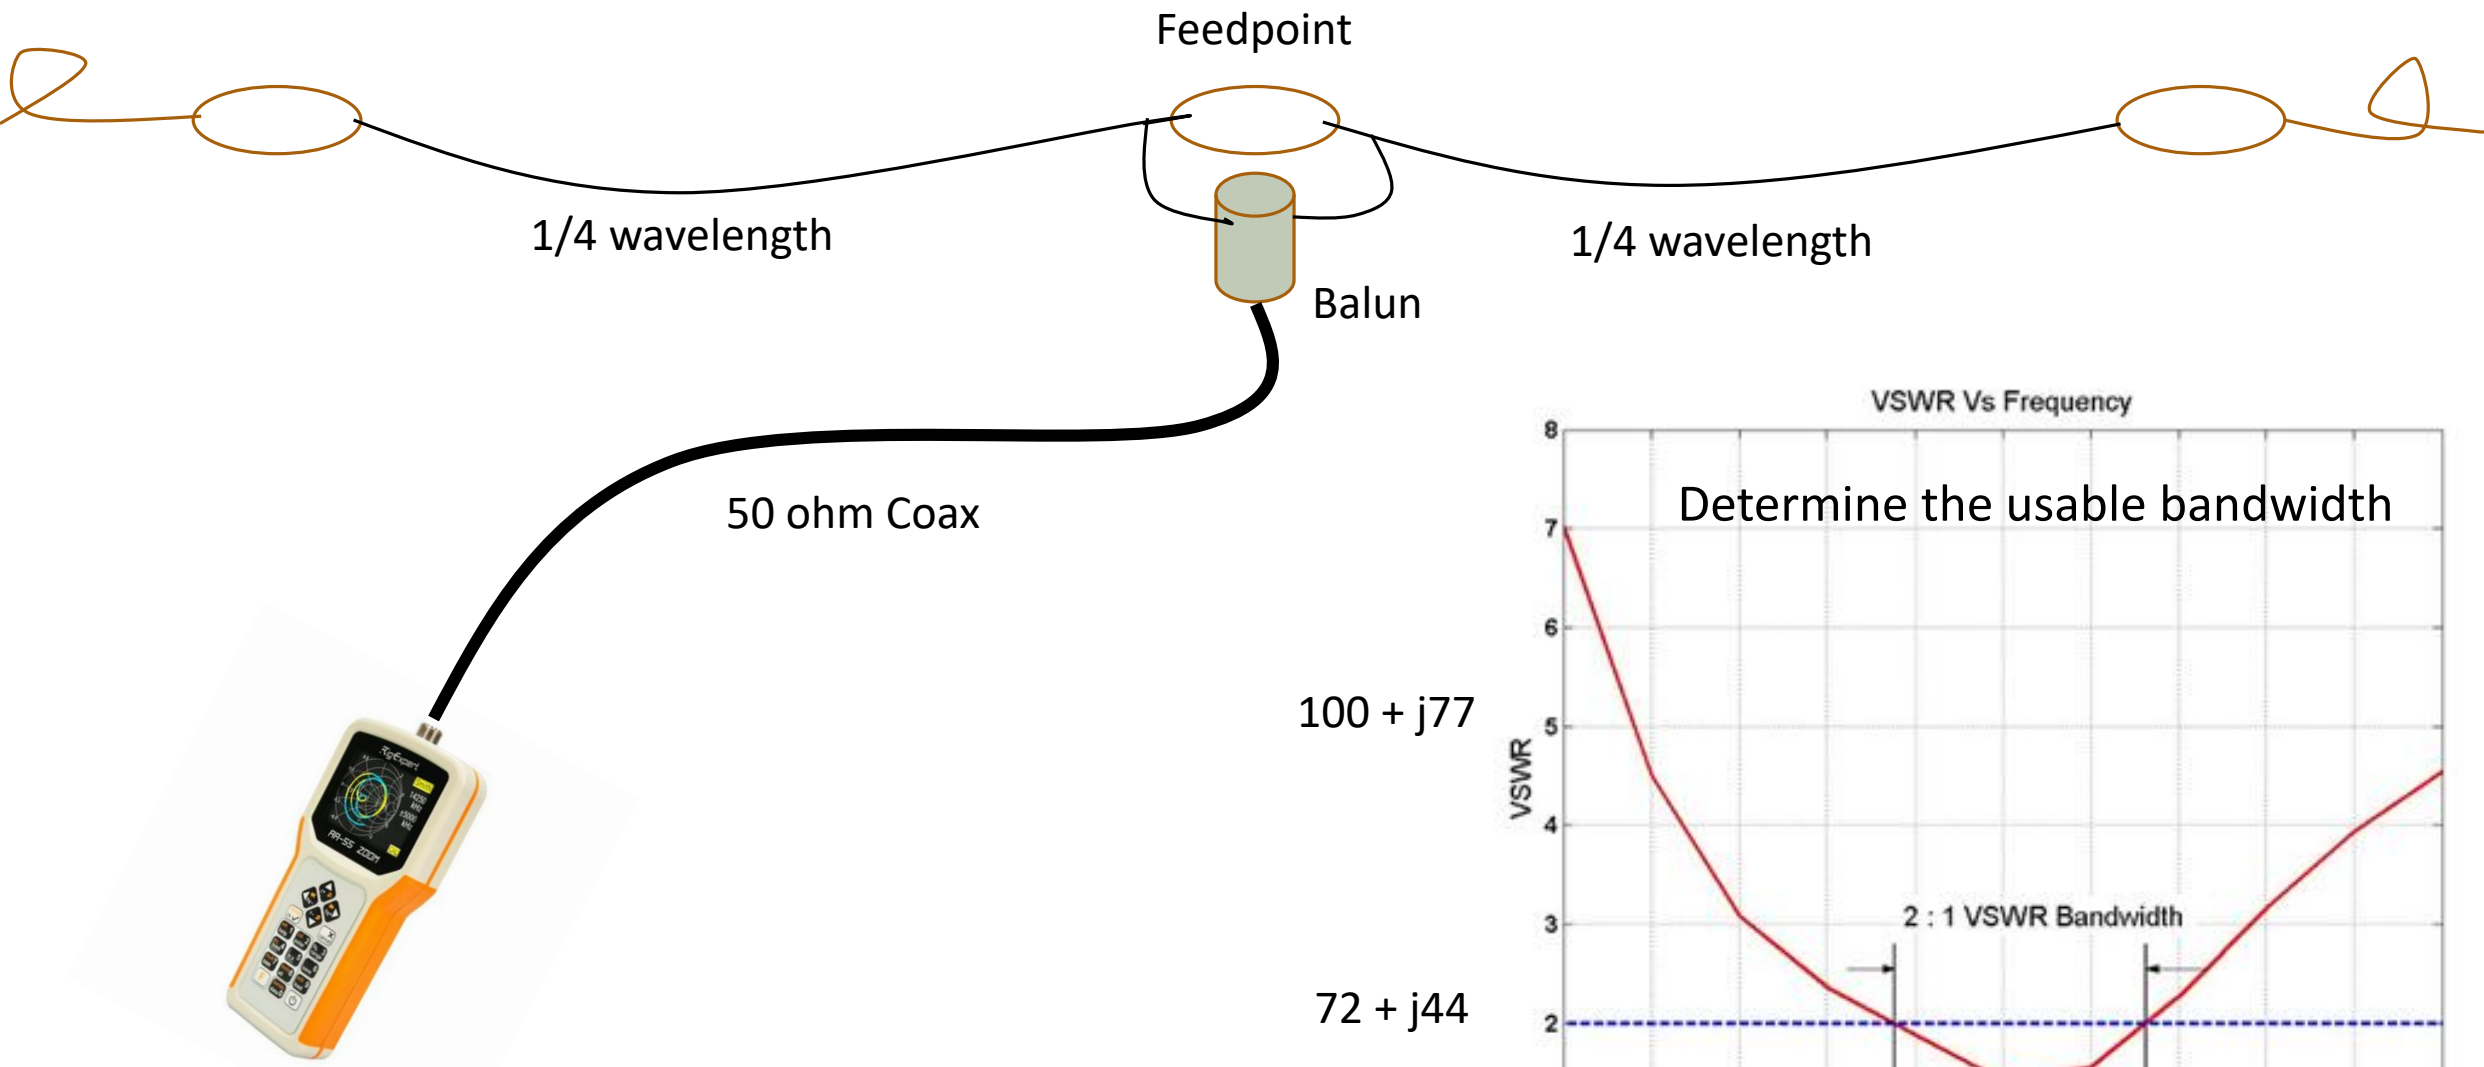 Feedpoint
1/4 wavelength
1/4 wavelength
Balun
50 ohm Coax
VSWR Vs Frequency
8
Determine the usable bandwidth
7
6
100 + j77
5
VSWR
4
2 : 1 VSWR Bandwidth
3
72 + j44
2
RigExpert
AA-55 ZOOM